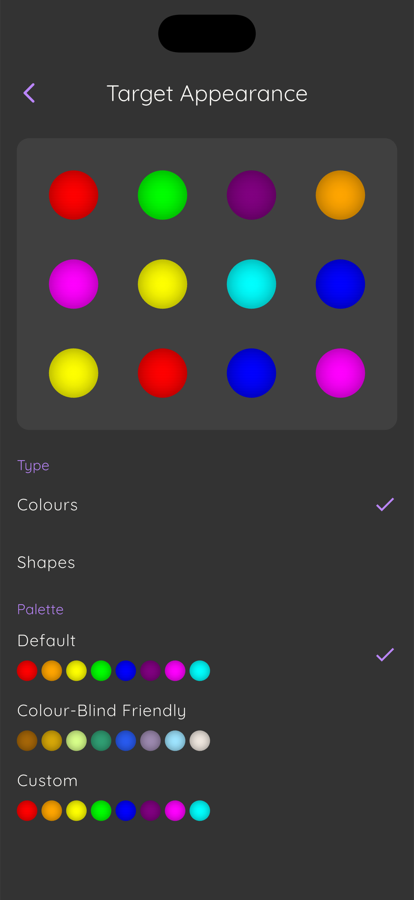 Target Appearance
Type
Colours
Shapes
Palette
Default
Colour-Blind Friendly
Custom